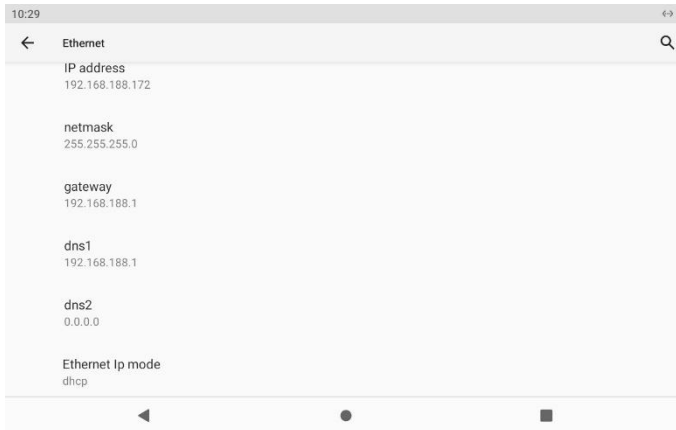 10:29
Ethernet
IP address
192.168.188.172
netmask
255.255.255.0
gateway
192.168.188.1
dns1
192.168.188.1
dns2
0.0.0.0
Ethernet Ip mode
dhcp